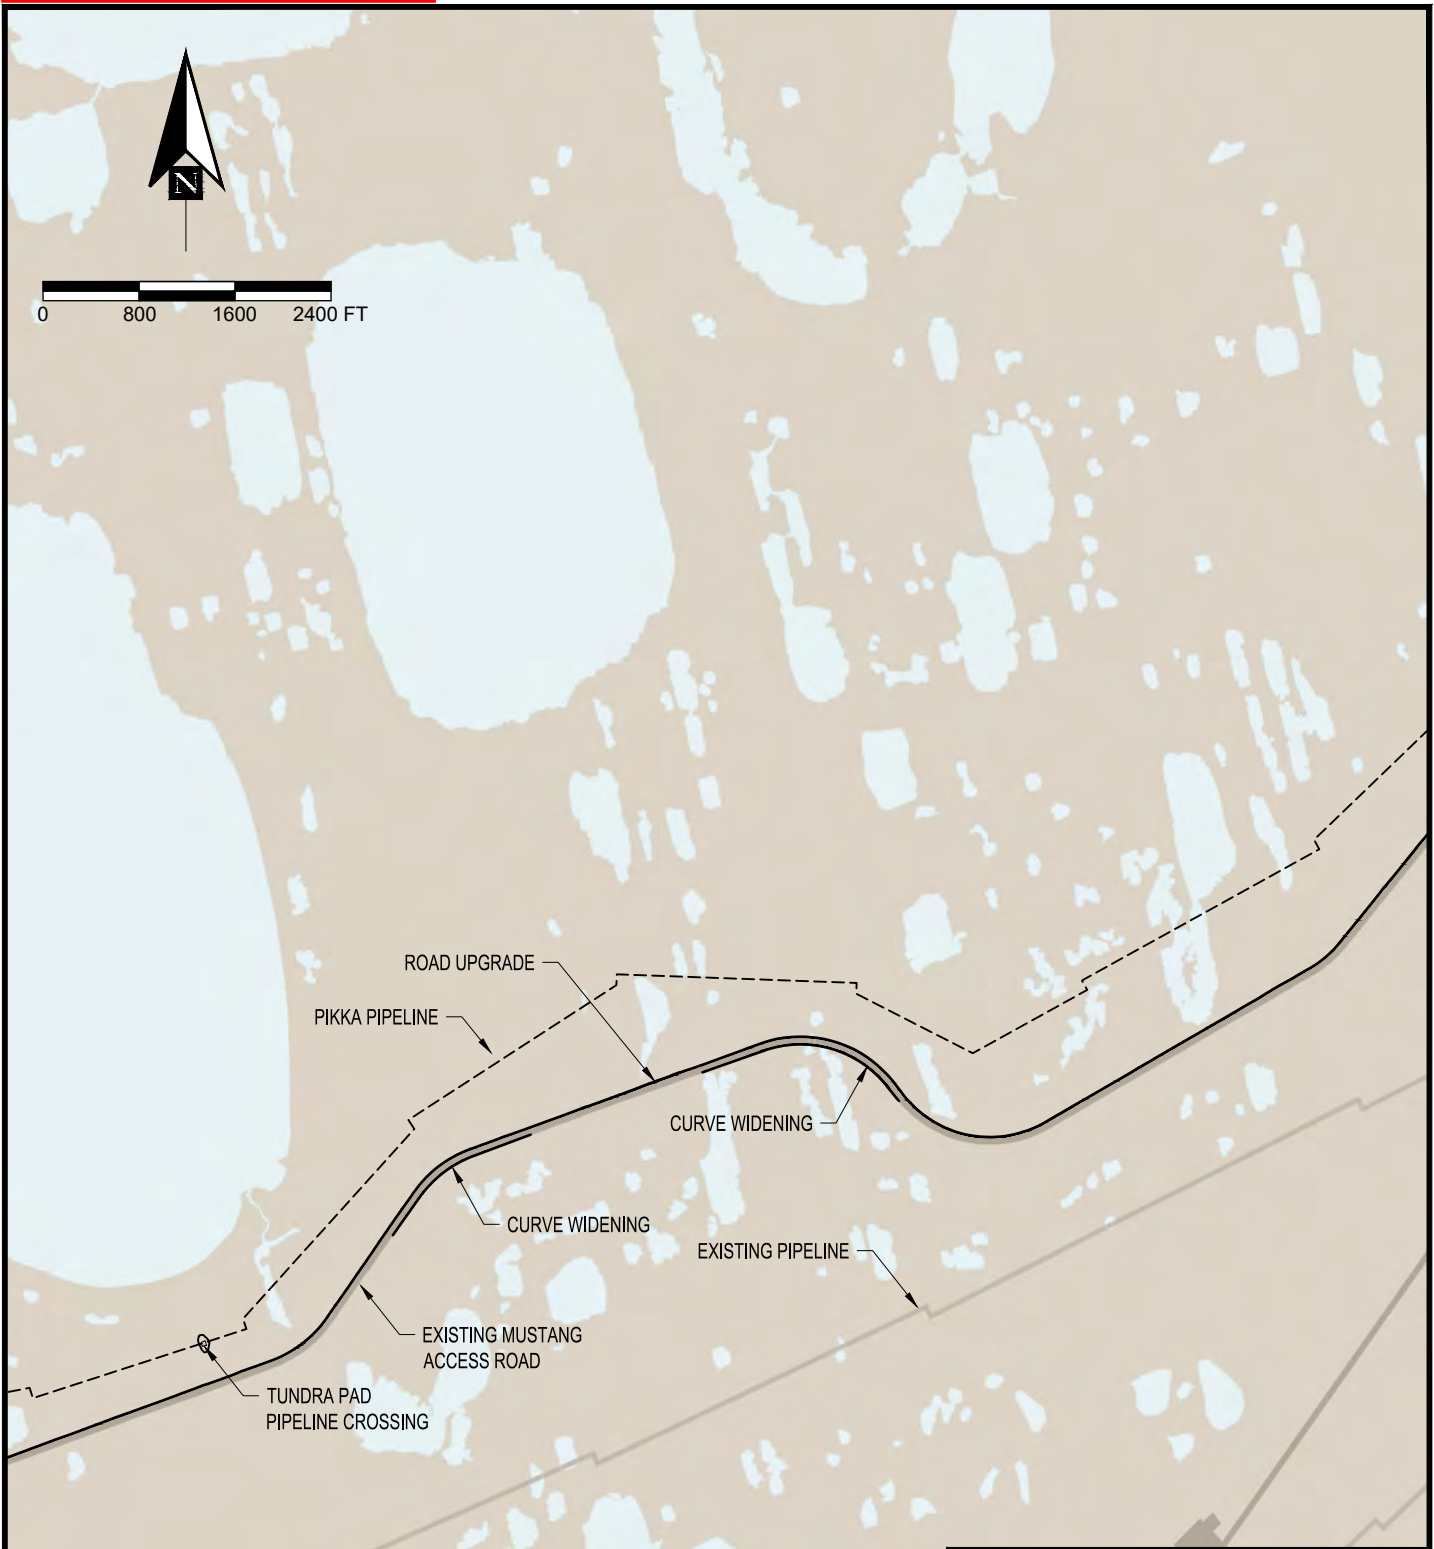 N
0 800 1600 2400 FT
ROAD UPGRADE
PIKKA PIPELINE
CURVE WIDENING
CURVE WIDENING
EXISTING PIPELINE
EXISTING MUSTANG
ACCESS ROAD
TUNDRA PAD
PIPELINE CROSSING